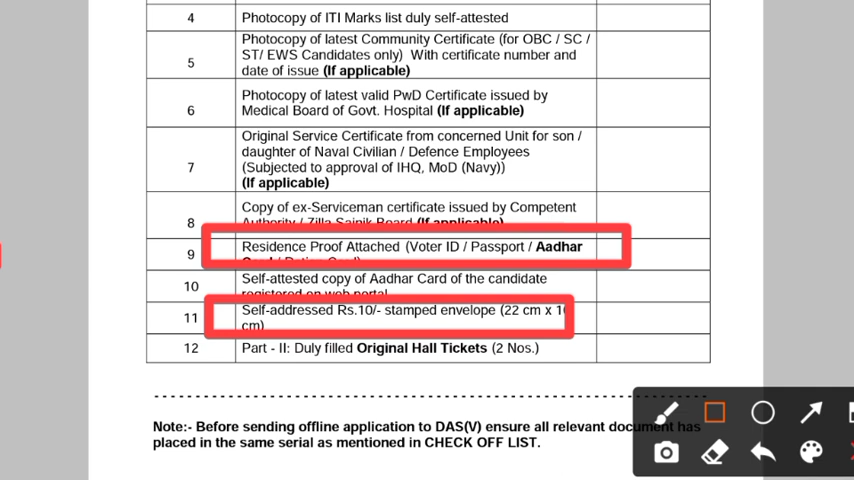 4 Photocopy of ITI Marks list duly self-attested
5 Photocopy of latest Community Certificate (for OBC / SC /
ST/ EWS Candidates only) With certificate number and
date of issue (If applicable)
6 Photocopy of latest valid PwD Certificate issued by
Medical Board of Govt. Hospital (If applicable)
7 Original Service Certificate from concerned Unit for son /
daughter of Naval Civilian / Defence Employees
(Subjected to approval of IHQ, MoD (Navy))
(If applicable)
8 Copy of ex-Serviceman certificate issued by Competent
Authority / Zilla Sainik Board (If applicable)
9 Residence Proof Attached (Voter ID / Passport / Aadhar
10 Self-attested copy of Aadhar Card of the candidate
registered on web portal
11 Self-addressed Rs.10/- stamped envelope (22 cm x
cm)
12 Part - II: Duly filled Original Hall Tickets (2 Nos.)
Note:- Before sending offline application to DAS(V) ensure all relevant document has
placed in the same serial as mentioned in CHECK OFF LIST.